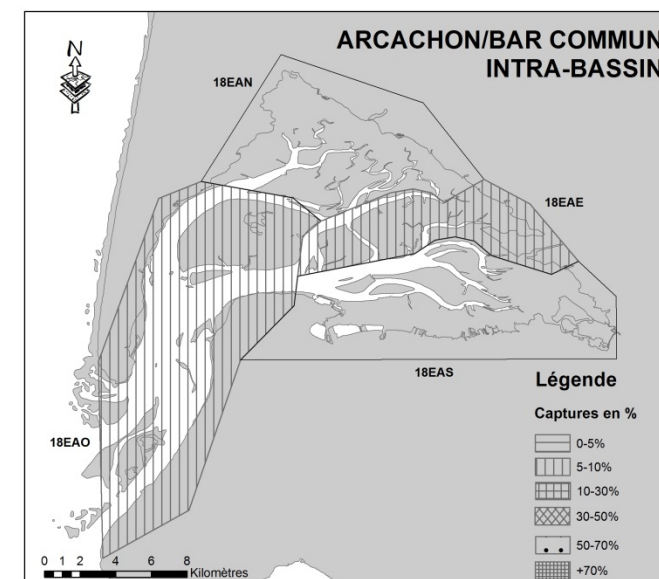 ARCACHON/BAR COMMUN
INTRA-BASSIN
N
18EAN
18EAE
18EAS
18EAO
Légende
Captures en %
0-5%
5-10%
10-30%
30-50%
50-70%
+70%
0 1 2 4 6 8
Kilomètres